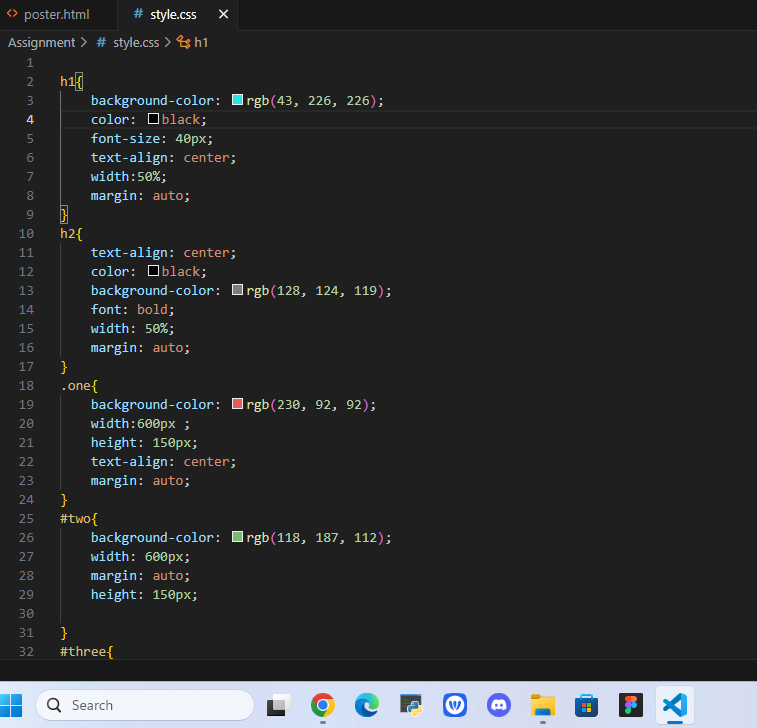 poster.html # style.css ×
Assignment > # style.css > h1
1
2 h1{
3 background-color: rgb(43, 226, 226);
4 color: black;
5 font-size: 40px;
6 text-align: center;
7 width:50%;
8 margin: auto;
9 }
10 h2{
11 text-align: center;
12 color: black;
13 background-color: rgb(128, 124, 119);
14 font: bold;
15 width: 50%;
16 margin: auto;
17 }
18 .one{
19 background-color: rgb(230, 92, 92);
20 width:600px ;
21 height: 150px;
22 text-align: center;
23 margin: auto;
24 }
25 #two{
26 background-color: rgb(118, 187, 112);
27 width: 600px;
28 margin: auto;
29 height: 150px;
30
31 }
32 #three{
Search